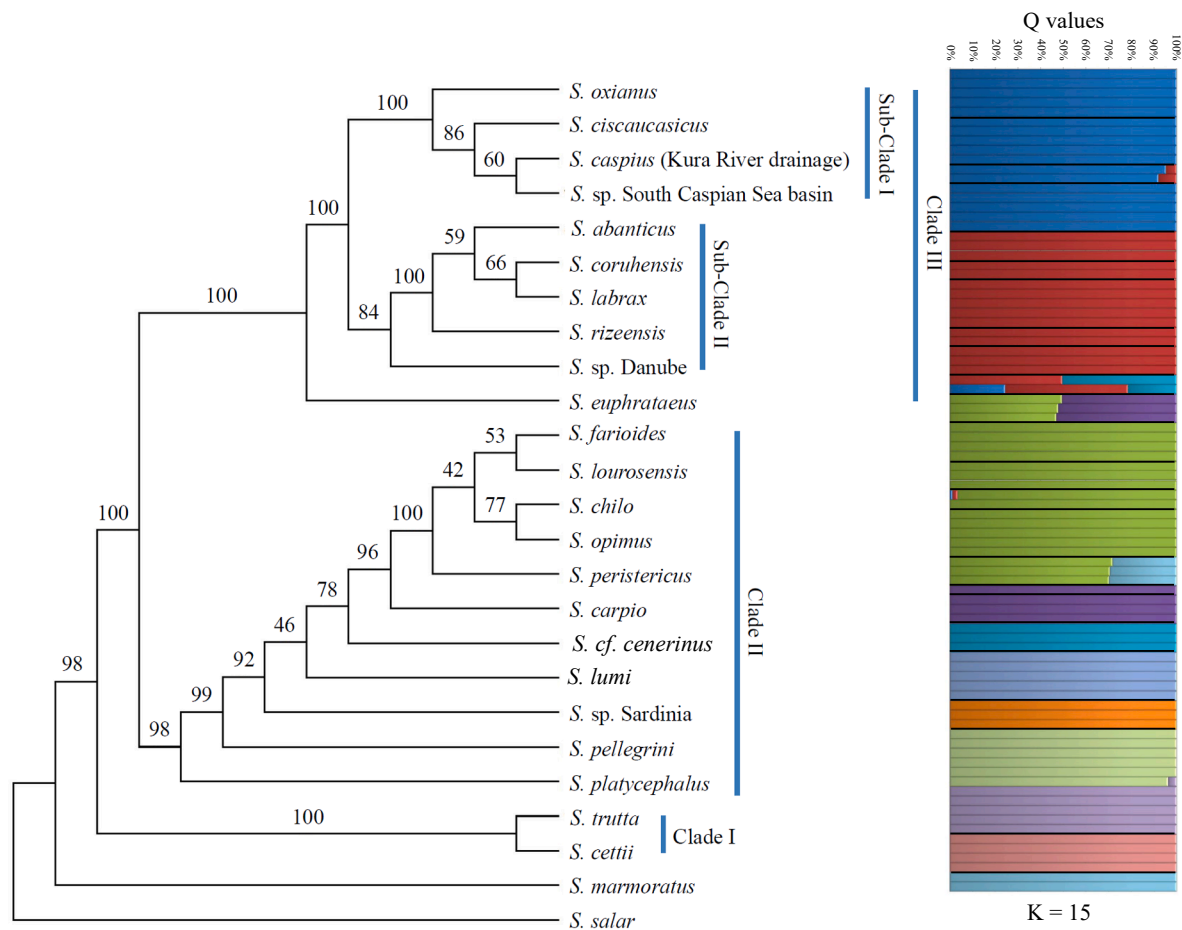 Q values
0%
10%
20%
30%
40%
50%
60%
70%
80%
90%
100%
S. oxianus
S. ciscaucasicus
S. caspius (Kura River drainage)
S. sp. South Caspian Sea basin
S. abanticus
S. coruhensis
S. labrax
S. rizeensis
S. sp. Danube
S. euphrataeus
S. farioides
S. lourosensis
S. chilo
S. opimus
S. peristericus
S. carpio
S. cf. cenerinus
S. lumi
S. sp. Sardinia
S. pellegrini
S. platycephalus
S. trutta
S. cettii
S. marmoratus
S. salar
Sub-Clade I
Sub-Clade II
Clade III
Clade II
Clade I
100
86
60
100
59
66
100
84
100
53
42
77
100
100
96
78
46
92
98
99
98
100
K = 15